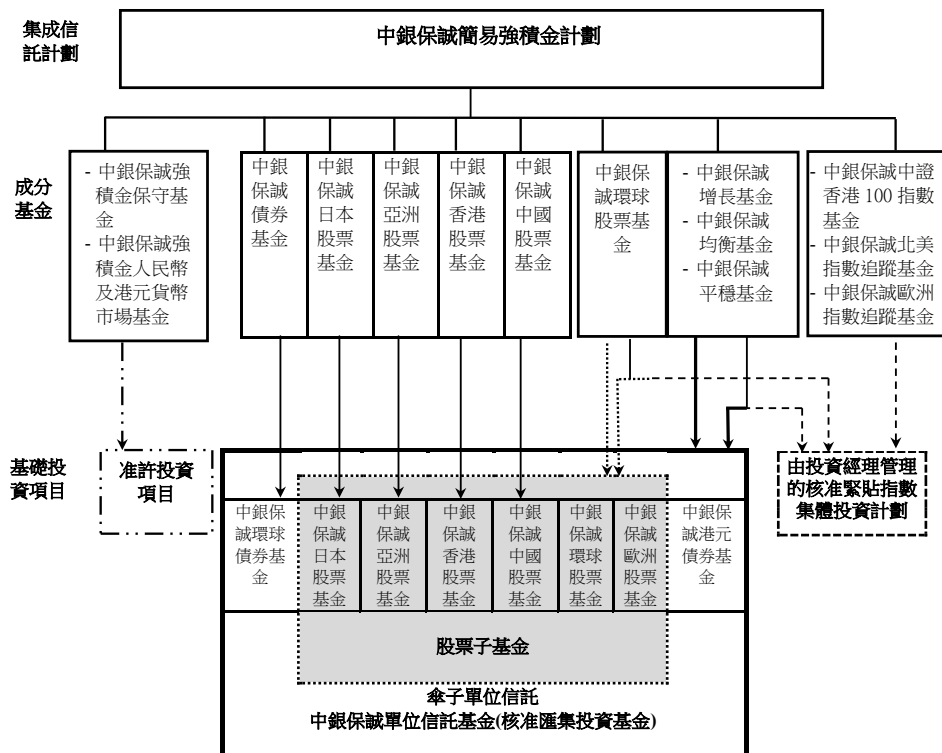 集成信
託計劃
中銀保誠簡易強積金計劃
成分
基金
- 中銀保誠強
積金保守基
金
- 中銀保誠強
積金人民幣
及港元貨幣
市場基金
中銀
保誠
債券
基金
中銀
保誠
日本
股票
基金
中銀
保誠
亞洲
股票
基金
中銀
保誠
香港
股票
基金
中銀
保誠
中國
股票
基金
中銀保
誠環球
股票基
金
- 中銀保誠
增長基金
- 中銀保誠
均衡基金
- 中銀保誠
平穩基金
- 中銀保誠中證
香港 100 指數
基金
- 中銀保誠北美
指數追蹤基金
- 中銀保誠歐洲
指數追蹤基金
基礎投
資項目
准許投資
項目
由投資經理管理
的核准緊貼指數
集體投資計劃
中銀保
誠環球
債券基
金
中銀
保誠
日本
股票
基金
中銀
保誠
亞洲
股票
基金
中銀
保誠
香港
股票
基金
中銀
保誠
中國
股票
基金
中銀
保誠
環球
股票
基金
中銀
保誠
歐洲
股票
基金
中銀保
誠港元
債券基
金
股票子基金
傘子單位信託
中銀保誠單位信託基金(核准匯集投資基金)